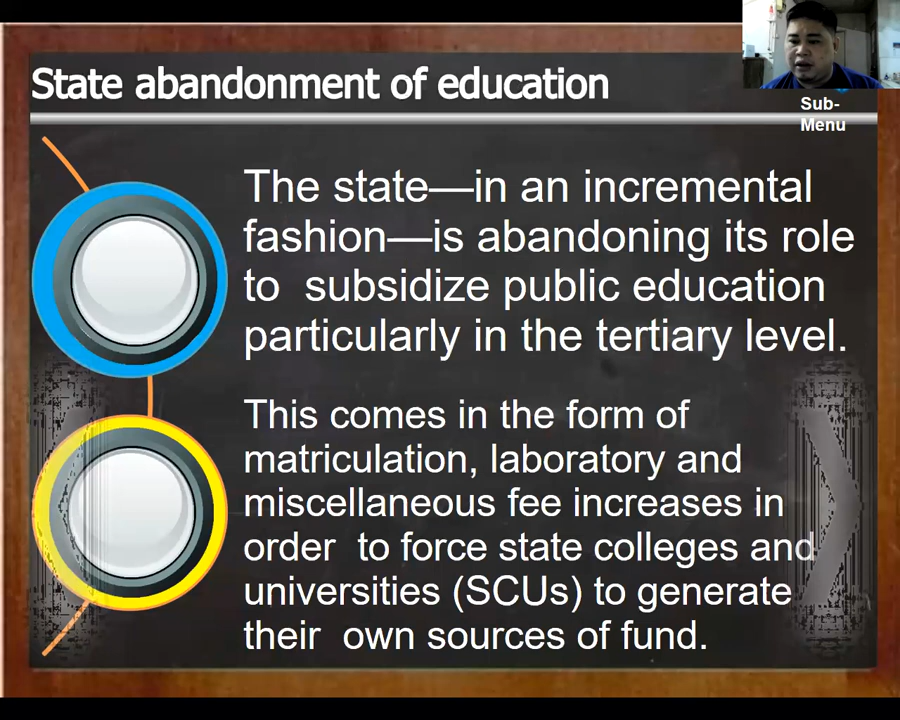 State abandonment of education
Sub-
Menu
The state—in an incremental
fashion—is abandoning its role
to subsidize public education
particularly in the tertiary level.
This comes in the form of
matriculation, laboratory and
miscellaneous fee increases in
order to force state colleges and
universities (SCUs) to generate
their own sources of fund.